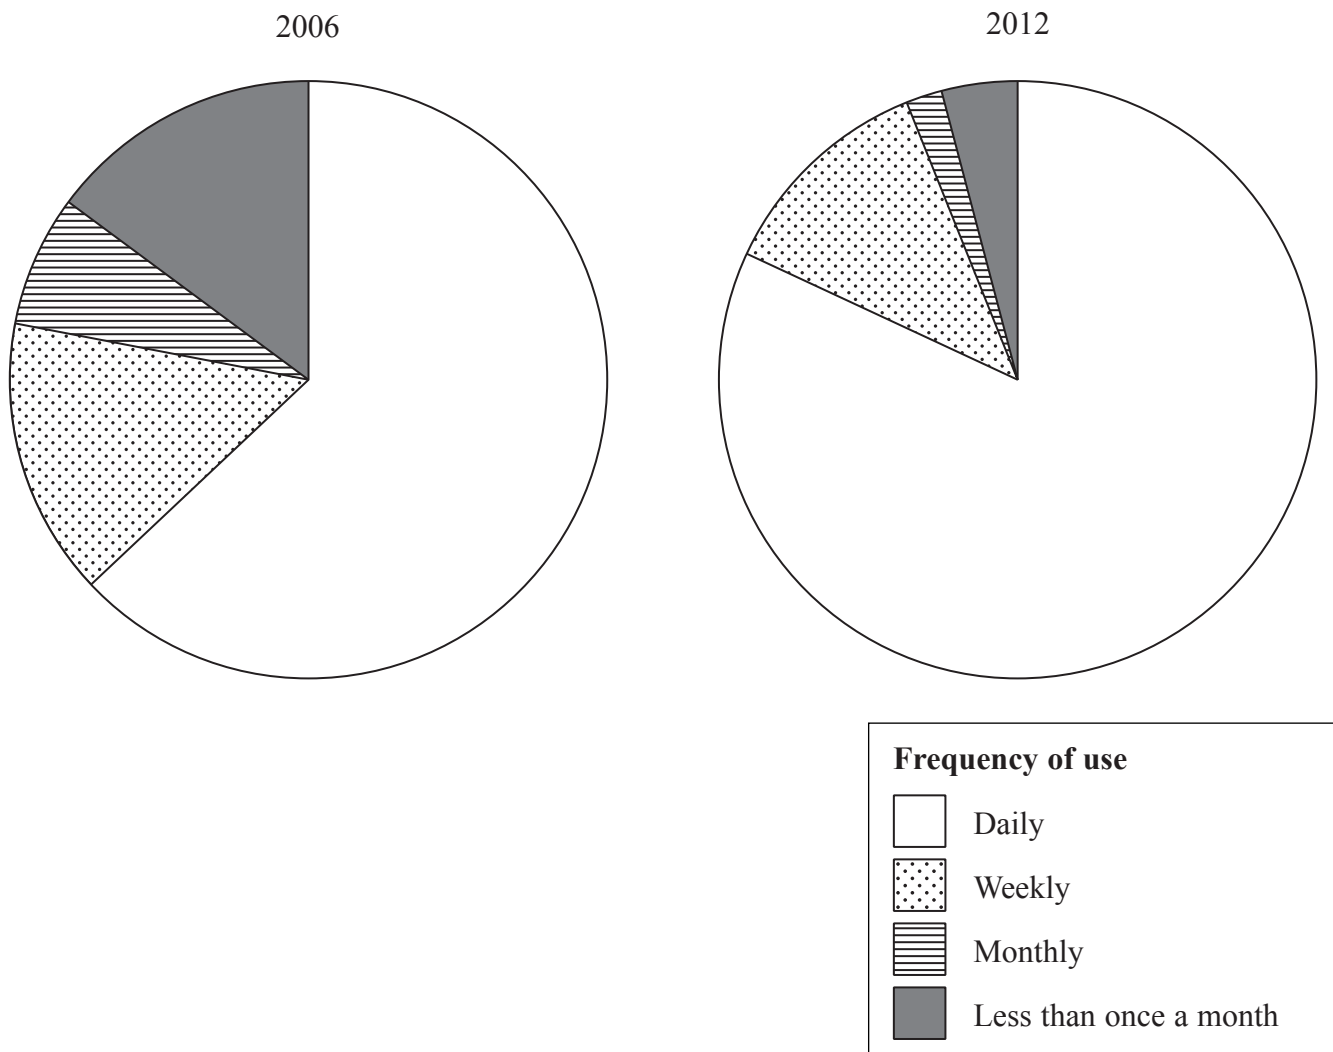 2006
2012
Frequency of use
Daily
Weekly
Monthly
Less than once a month